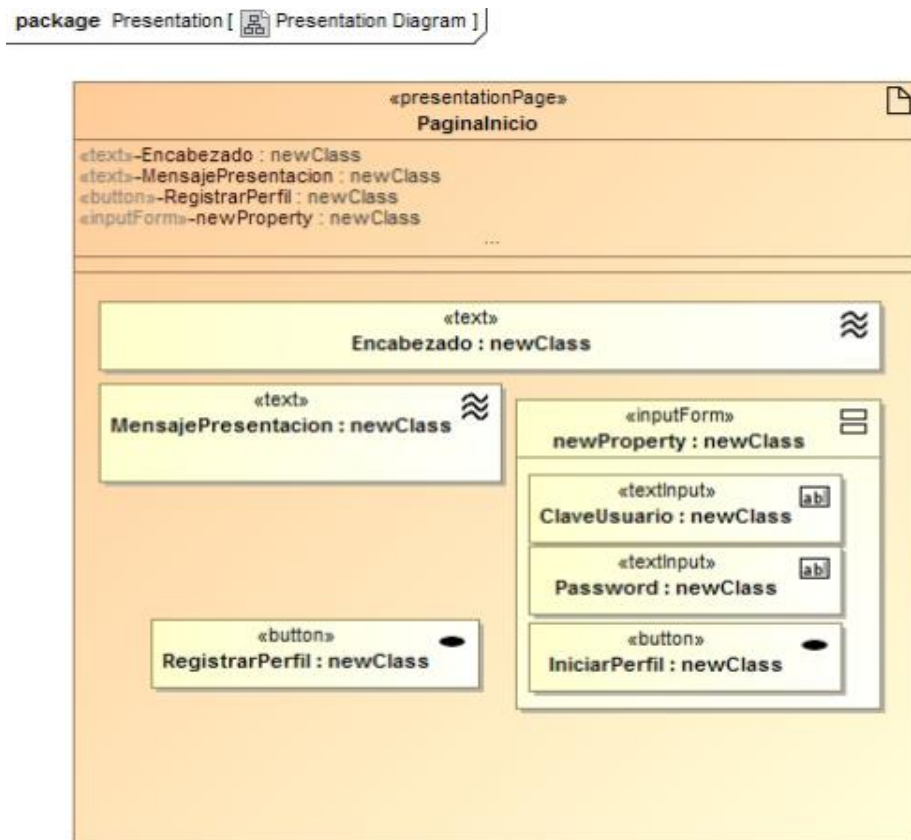 package Presentation [ Presentation Diagram ]
«presentationPage»
PaginaInicio
«text»-Encabezado : newClass
«text»-MensajePresentacion : newClass
«button»-RegistrarPerfil : newClass
«inputForm»-newProperty : newClass
...
«text»
Encabezado : newClass
«text»
MensajePresentacion : newClass
«inputForm»
newProperty : newClass
«textInput»
ab
ClaveUsuario : newClass
«textInput»
ab
Password : newClass
«button»
RegistrarPerfil : newClass
«button»
IniciarPerfil : newClass